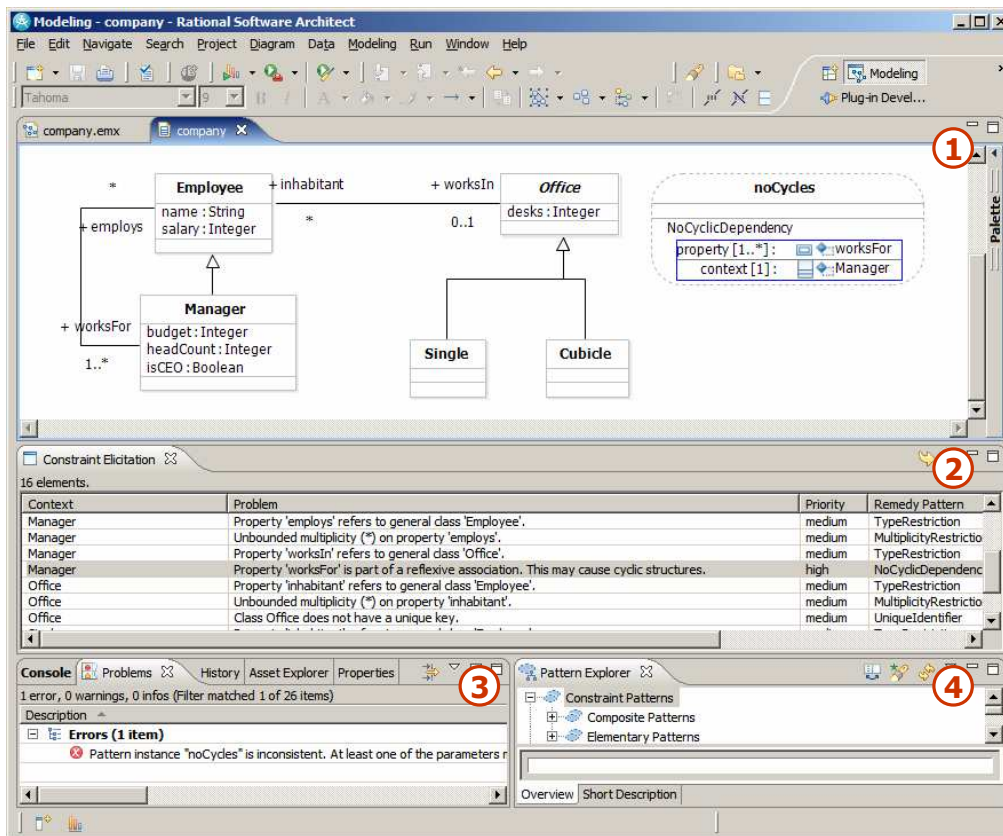 Modeling - company - Rational Software Architect
File Edit Navigate Search Project Diagram Data Modeling Run Window Help
Modeling
Tahoma 9 B I A Plug-in Devel...
company.emx company
1
Palette
* Employee + inhabitant + worksIn Office noCycles
name : String
salary : Integer
* 0..1
desks : Integer
+ employs
NoCyclicDependency
property [1..*] : worksFor
context [1] : Manager
Manager
+ worksFor
budget : Integer
headCount : Integer
isCEO : Boolean
1..*
Single Cubicle
Constraint Elicitation
2
16 elements.
Context Problem Priority Remedy Pattern
Manager Property 'employs' refers to general class 'Employee'. medium TypeRestriction
Manager Unbounded multiplicity (*) on property 'employs'. medium MultiplicityRestrictio
Manager Property 'worksIn' refers to general class 'Office'. medium TypeRestriction
Manager Property 'worksFor' is part of a reflexive association. This may cause cyclic structures. high NoCyclicDependenc
Office Property 'inhabitant' refers to general class 'Employee'. medium TypeRestriction
Office Unbounded multiplicity (*) on property 'inhabitant'. medium MultiplicityRestrictio
Office Class Office does not have a unique key. medium UniqueIdentifier
Console Problems History Asset Explorer Properties
3
1 error, 0 warnings, 0 infos (Filter matched 1 of 26 items)
Description
Errors (1 item)
Pattern instance "noCycles" is inconsistent. At least one of the parameters r
Pattern Explorer
4
Constraint Patterns
Composite Patterns
Elementary Patterns
Overview Short Description